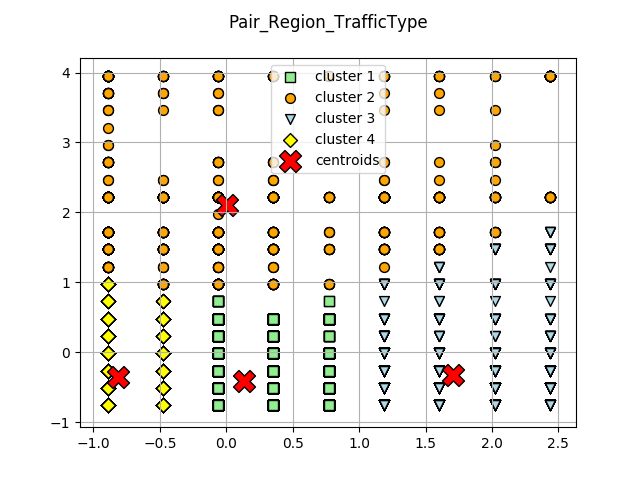 Pair_Region_TrafficType
cluster 1
cluster 2
cluster 3
cluster 4
centroids
4
3
2
1
0
−1
−1.0 −0.5 0.0 0.5 1.0 1.5 2.0 2.5